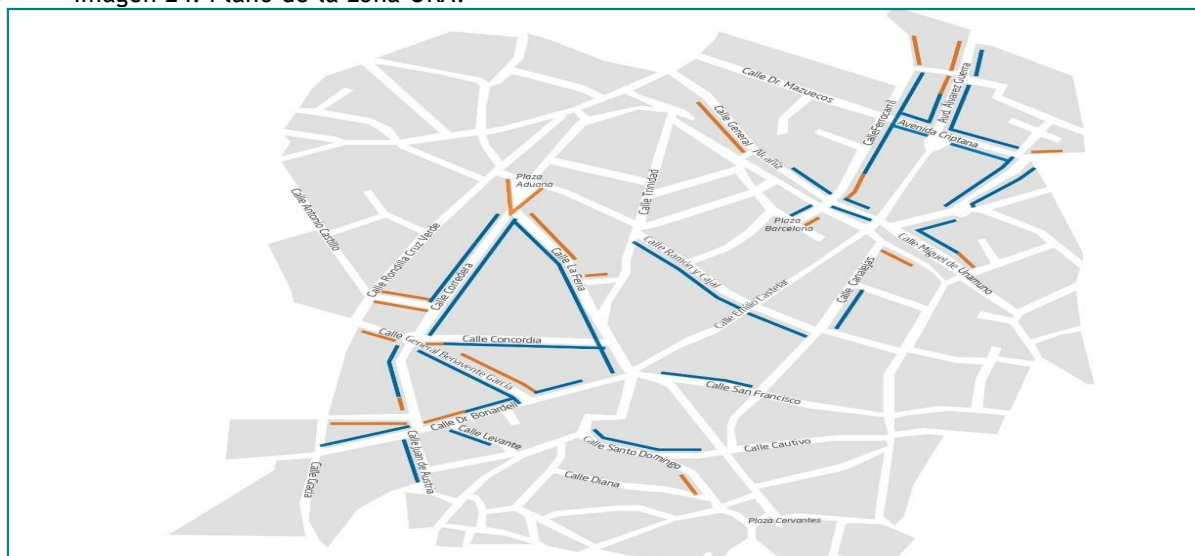 Imagen 24. Plano de la zona ORA.
Calle Dr. Mazuecos
Calle General Alcañiz
Calle Ferrocarril
Avd. Álvarez Guerra
Avenida Criptana
Plaza
Aduana
Calle Trinidad
Plaza
Barcelona
Calle Antonio Castillo
Calle Rondilla Cruz Verde
Calle Corredera
Calle La Feria
Calle Ramón y Cajal
Calle Emilio Castelar
Calle Canalejas
Calle Miguel de Unamuno
Calle Concordia
Calle General Benavente García
Calle San Francisco
Calle Dr. Bonardell
Calle Levante
Calle Juan de Austria
Calle Gracia
Calle Santo Domingo
Calle Cautivo
Calle Diana
Plaza Cervantes